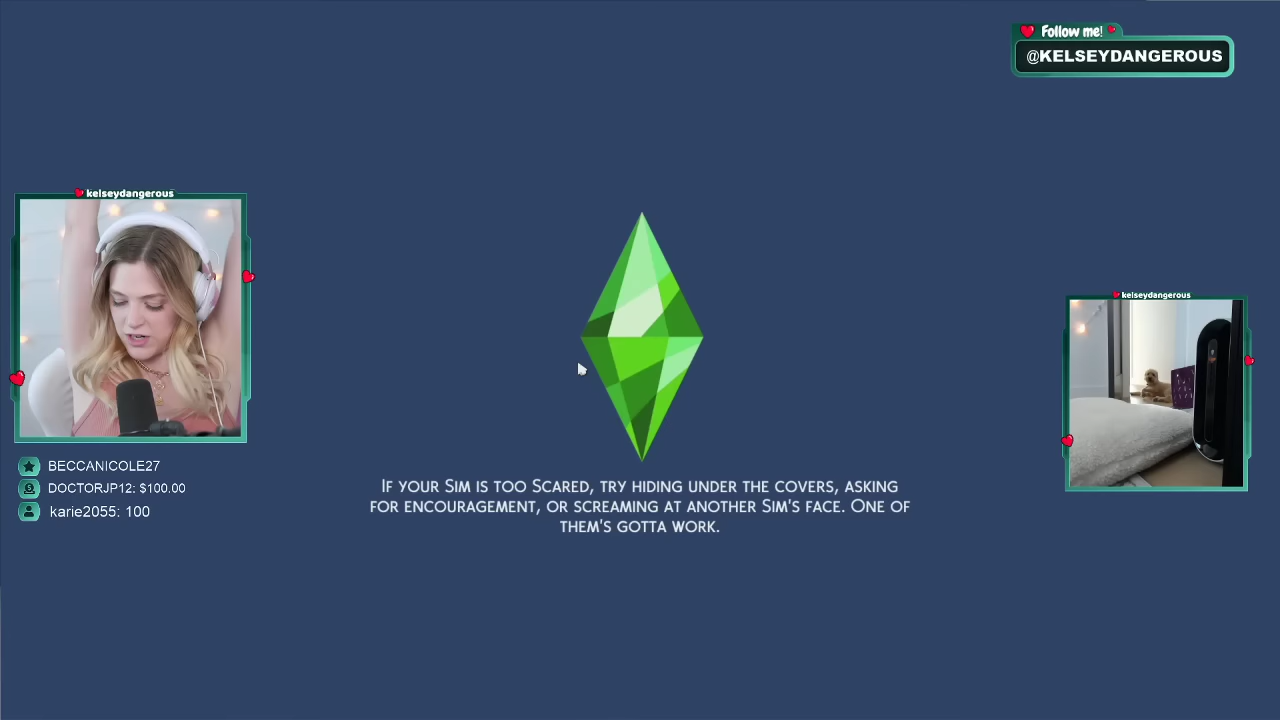 Follow me!
@KELSEYDANGEROUS
kelseydangerous
kelseydangerous
BECCANICOLE27
DOCTORJP12: $100.00
karie2055: 100
IF YOUR SIM IS TOO SCARED, TRY HIDING UNDER THE COVERS, ASKING
FOR ENCOURAGEMENT, OR SCREAMING AT ANOTHER SIM'S FACE. ONE OF
THEM'S GOTTA WORK.